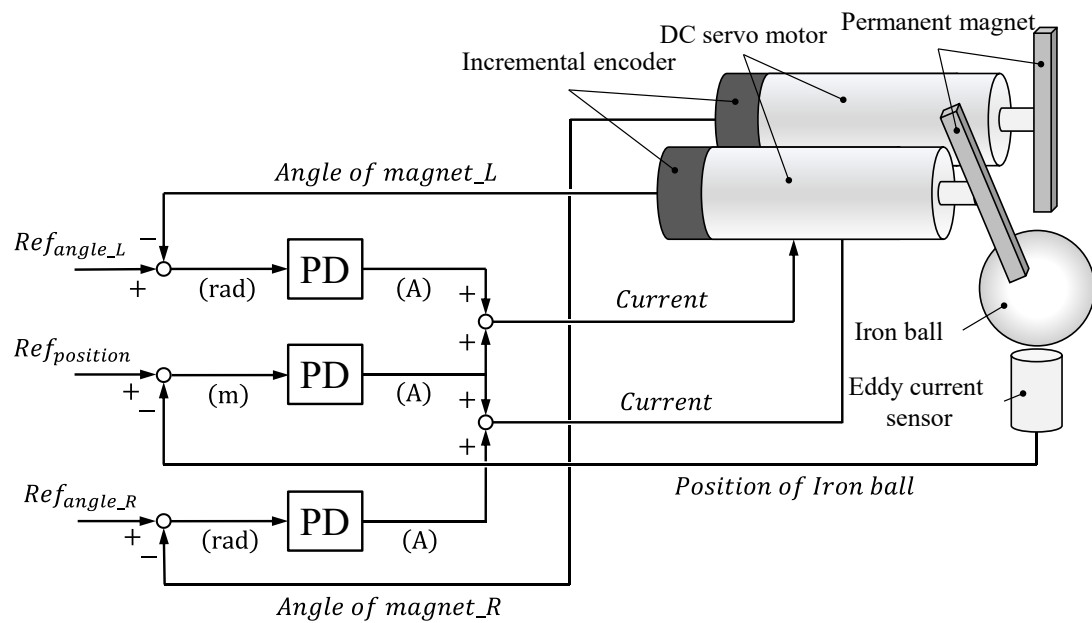 Permanent magnet
DC servo motor
Incremental encoder
Angle of magnet_L
−
Ref_angle_L
+
(rad)
PD
(A)
+
Current
+
Iron ball
Ref_position
+
−
(m)
PD
(A)
+
Current
+
Eddy current
sensor
Position of Iron ball
Ref_angle_R
+
−
(rad)
PD
(A)
Angle of magnet_R